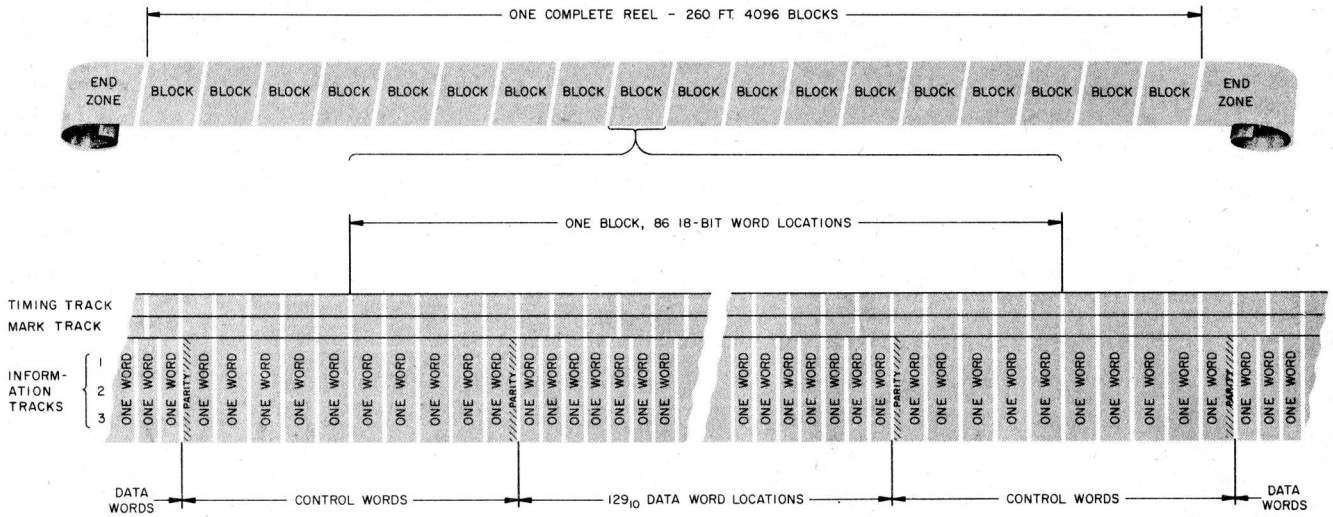 ONE COMPLETE REEL – 260 FT. 4096 BLOCKS
END ZONE BLOCK BLOCK BLOCK BLOCK BLOCK BLOCK BLOCK BLOCK BLOCK BLOCK BLOCK BLOCK BLOCK BLOCK BLOCK BLOCK BLOCK BLOCK END ZONE
ONE BLOCK, 86 18-BIT WORD LOCATIONS
TIMING TRACK
MARK TRACK
INFORM-
ATION
TRACKS
1
2
3
ONE WORD
ONE WORD
ONE WORD
PARITY
ONE WORD
ONE WORD
ONE WORD
ONE WORD
ONE WORD
ONE WORD
ONE WORD
ONE WORD
ONE WORD
ONE WORD
PARITY
ONE WORD
ONE WORD
ONE WORD
ONE WORD
ONE WORD
ONE WORD
ONE WORD
ONE WORD
ONE WORD
ONE WORD
ONE WORD
ONE WORD
ONE WORD
ONE WORD
PARITY
ONE WORD
ONE WORD
ONE WORD
ONE WORD
ONE WORD
ONE WORD
ONE WORD
ONE WORD
ONE WORD
ONE WORD
PARITY
ONE WORD
ONE WORD
ONE WORD
DATA
WORDS
CONTROL WORDS
129₁₀ DATA WORD LOCATIONS
CONTROL WORDS
DATA
WORDS